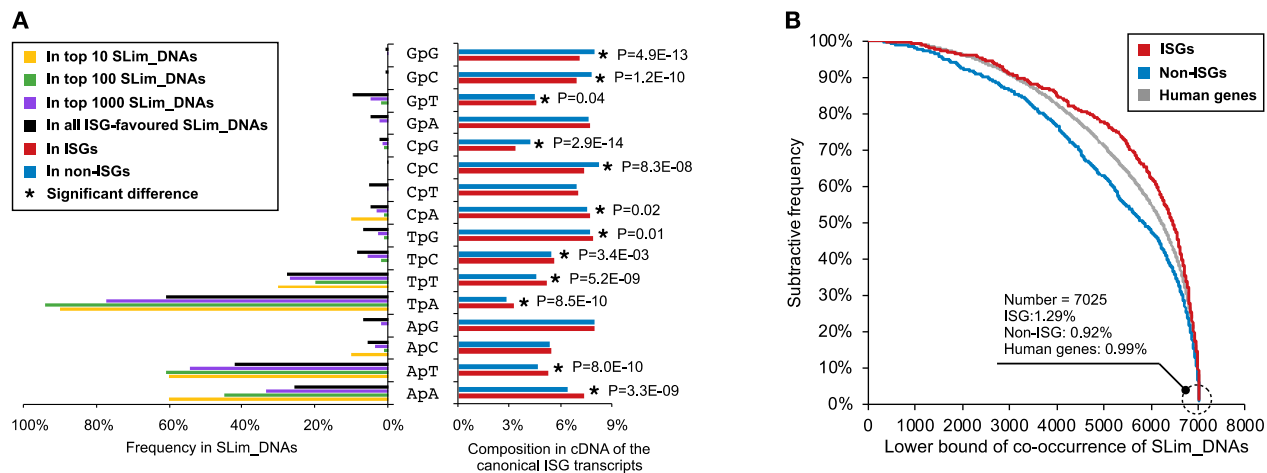 A
In top 10 SLim_DNAs
In top 100 SLim_DNAs
In top 1000 SLim_DNAs
In all ISG-favoured SLim_DNAs
In ISGs
In non-ISGs
* Significant difference
GpG
GpC
GpT
GpA
CpG
CpC
CpT
CpA
TpG
TpC
TpT
TpA
ApG
ApC
ApT
ApA
* P=4.9E-13
* P=1.2E-10
* P=0.04
* P=2.9E-14
* P=8.3E-08
* P=0.02
* P=0.01
* P=3.4E-03
* P=5.2E-09
* P=8.5E-10
* P=8.0E-10
* P=3.3E-09
100% 80% 60% 40% 20% 0%
Frequency in SLim_DNAs
0% 3% 6% 9%
Composition in cDNA of the
canonical ISG transcripts
B
Subtractive frequency
100%
90%
80%
70%
60%
50%
40%
30%
20%
10%
0%
ISGs
Non-ISGs
Human genes
Number = 7025
ISG:1.29%
Non-ISG: 0.92%
Human genes: 0.99%
0 1000 2000 3000 4000 5000 6000 7000 8000
Lower bound of co-occurrence of SLim_DNAs